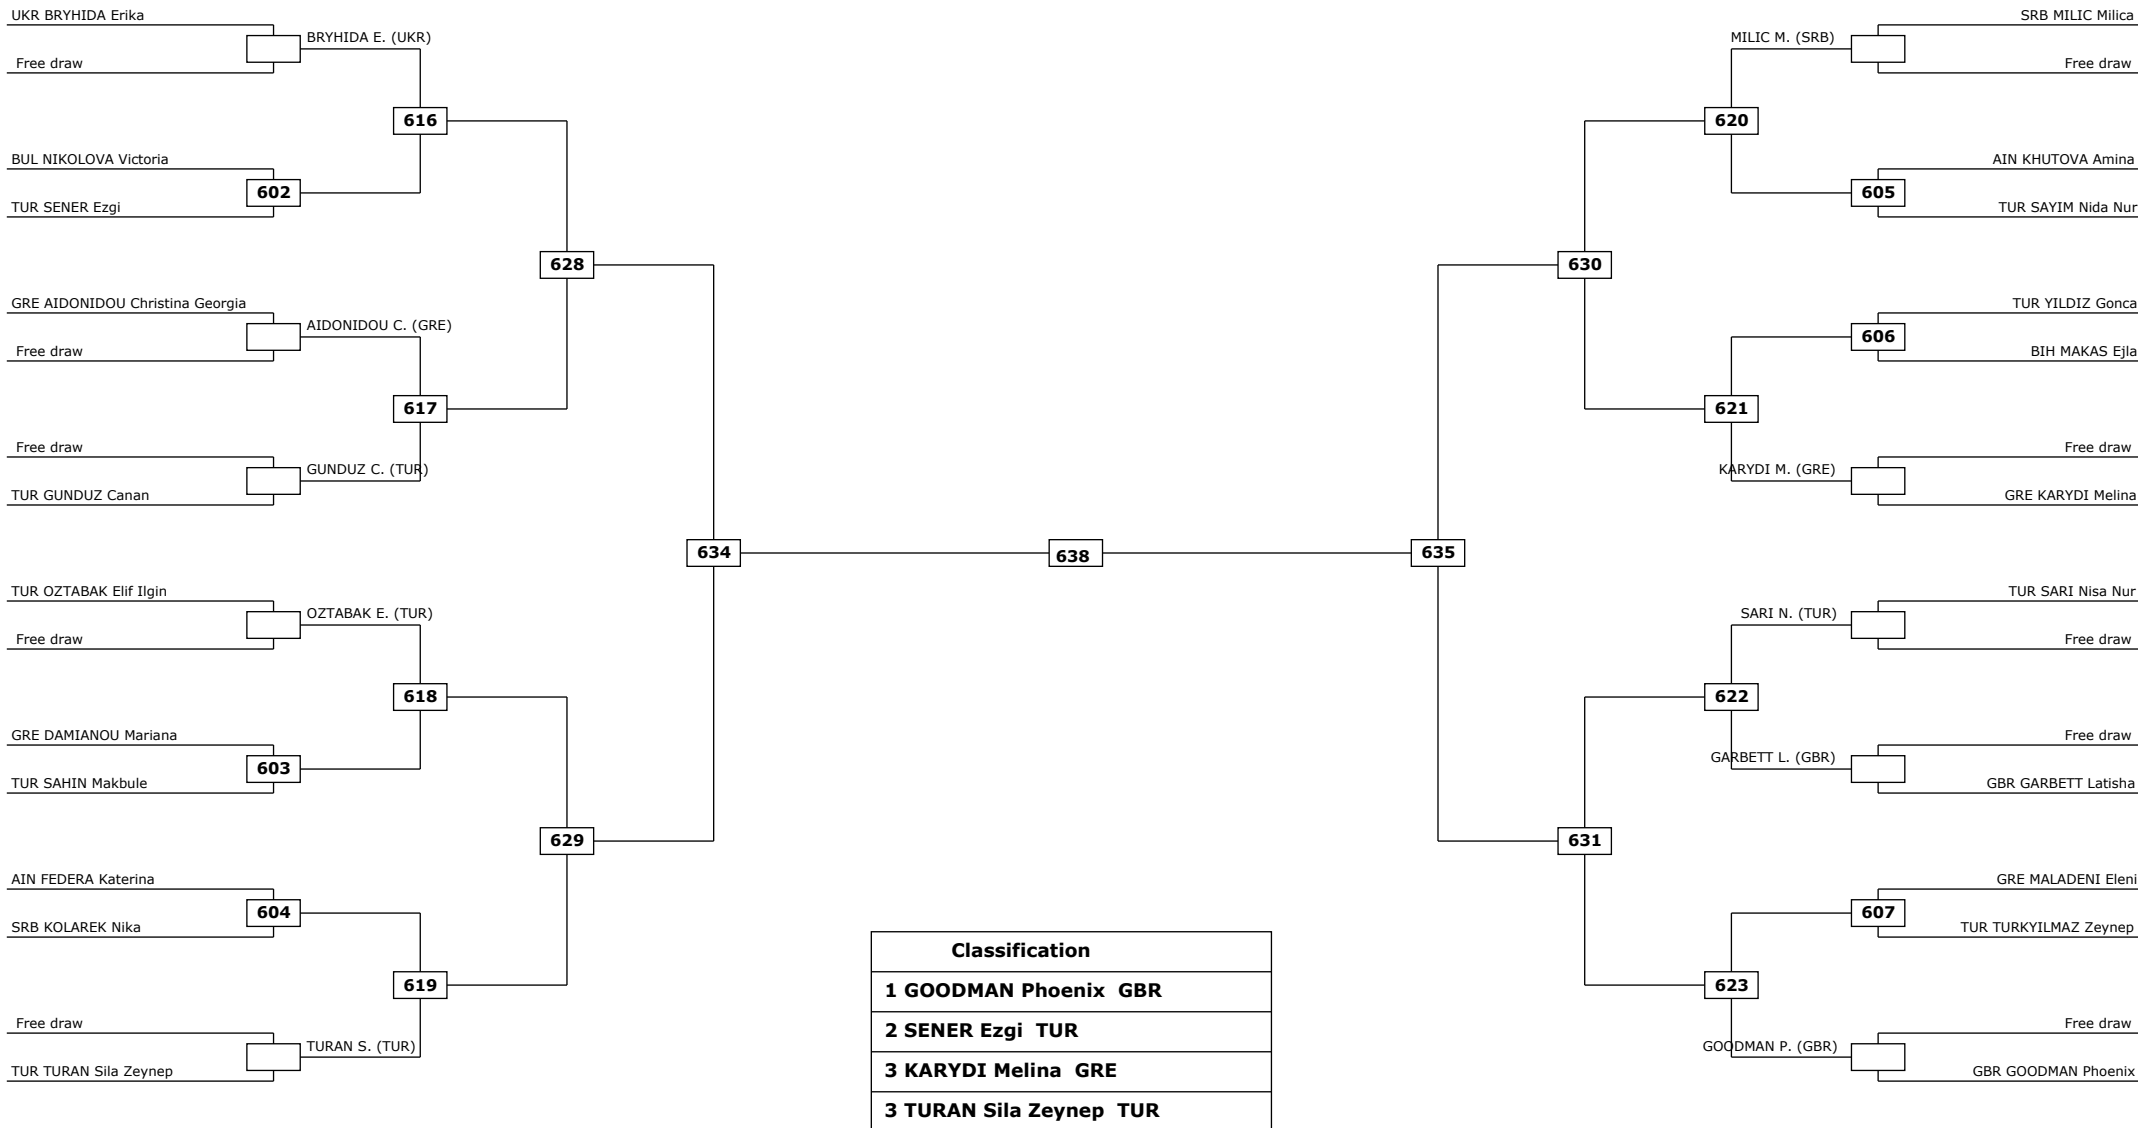 UKR BRYHIDA Erika
BRYHIDA E. (UKR)
Free draw
616
BUL NIKOLOVA Victoria
602
TUR SENER Ezgi
628
GRE AIDONIDOU Christina Georgia
AIDONIDOU C. (GRE)
Free draw
617
Free draw
GUNDUZ C. (TUR)
TUR GUNDUZ Canan
634
TUR OZTABAK Elif Ilgin
OZTABAK E. (TUR)
Free draw
618
GRE DAMIANOU Mariana
603
TUR SAHIN Makbule
629
AIN FEDERA Katerina
604
SRB KOLAREK Nika
619
Free draw
TURAN S. (TUR)
TUR TURAN Sila Zeynep
638
SRB MILIC Milica
MILIC M. (SRB)
Free draw
620
AIN KHUTOVA Amina
605
TUR SAYIM Nida Nur
630
TUR YILDIZ Gonca
606
BIH MAKAS Ejla
621
Free draw
KARYDI M. (GRE)
GRE KARYDI Melina
635
TUR SARI Nisa Nur
SARI N. (TUR)
Free draw
622
Free draw
GARBETT L. (GBR)
GBR GARBETT Latisha
631
GRE MALADENI Eleni
607
TUR TURKYILMAZ Zeynep
623
Free draw
GOODMAN P. (GBR)
GBR GOODMAN Phoenix
Classification
1 GOODMAN Phoenix GBR
2 SENER Ezgi TUR
3 KARYDI Melina GRE
3 TURAN Sila Zeynep TUR